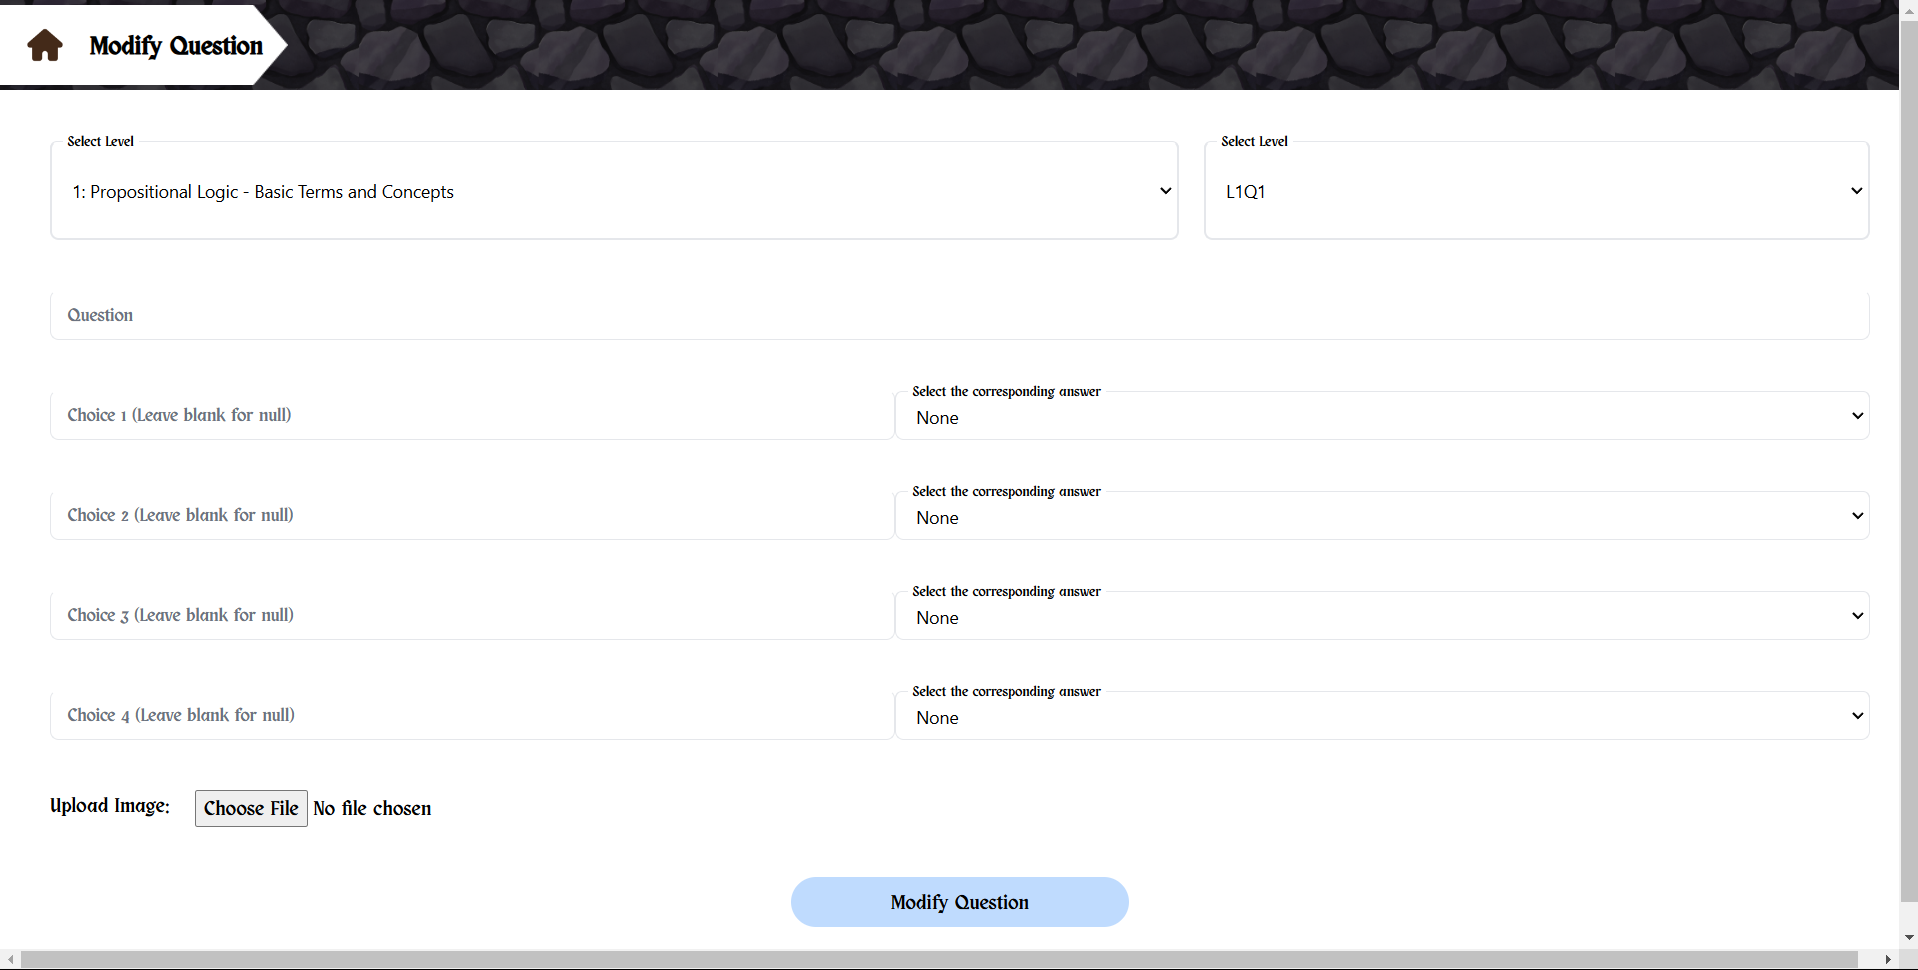 Modify Question
Select Level
1: Propositional Logic - Basic Terms and Concepts
Select Level
L1Q1
Question
Choice 1 (Leave blank for null)
Select the corresponding answer
None
Choice 2 (Leave blank for null)
Select the corresponding answer
None
Choice 3 (Leave blank for null)
Select the corresponding answer
None
Choice 4 (Leave blank for null)
Select the corresponding answer
None
Upload Image: Choose File No file chosen
Modify Question